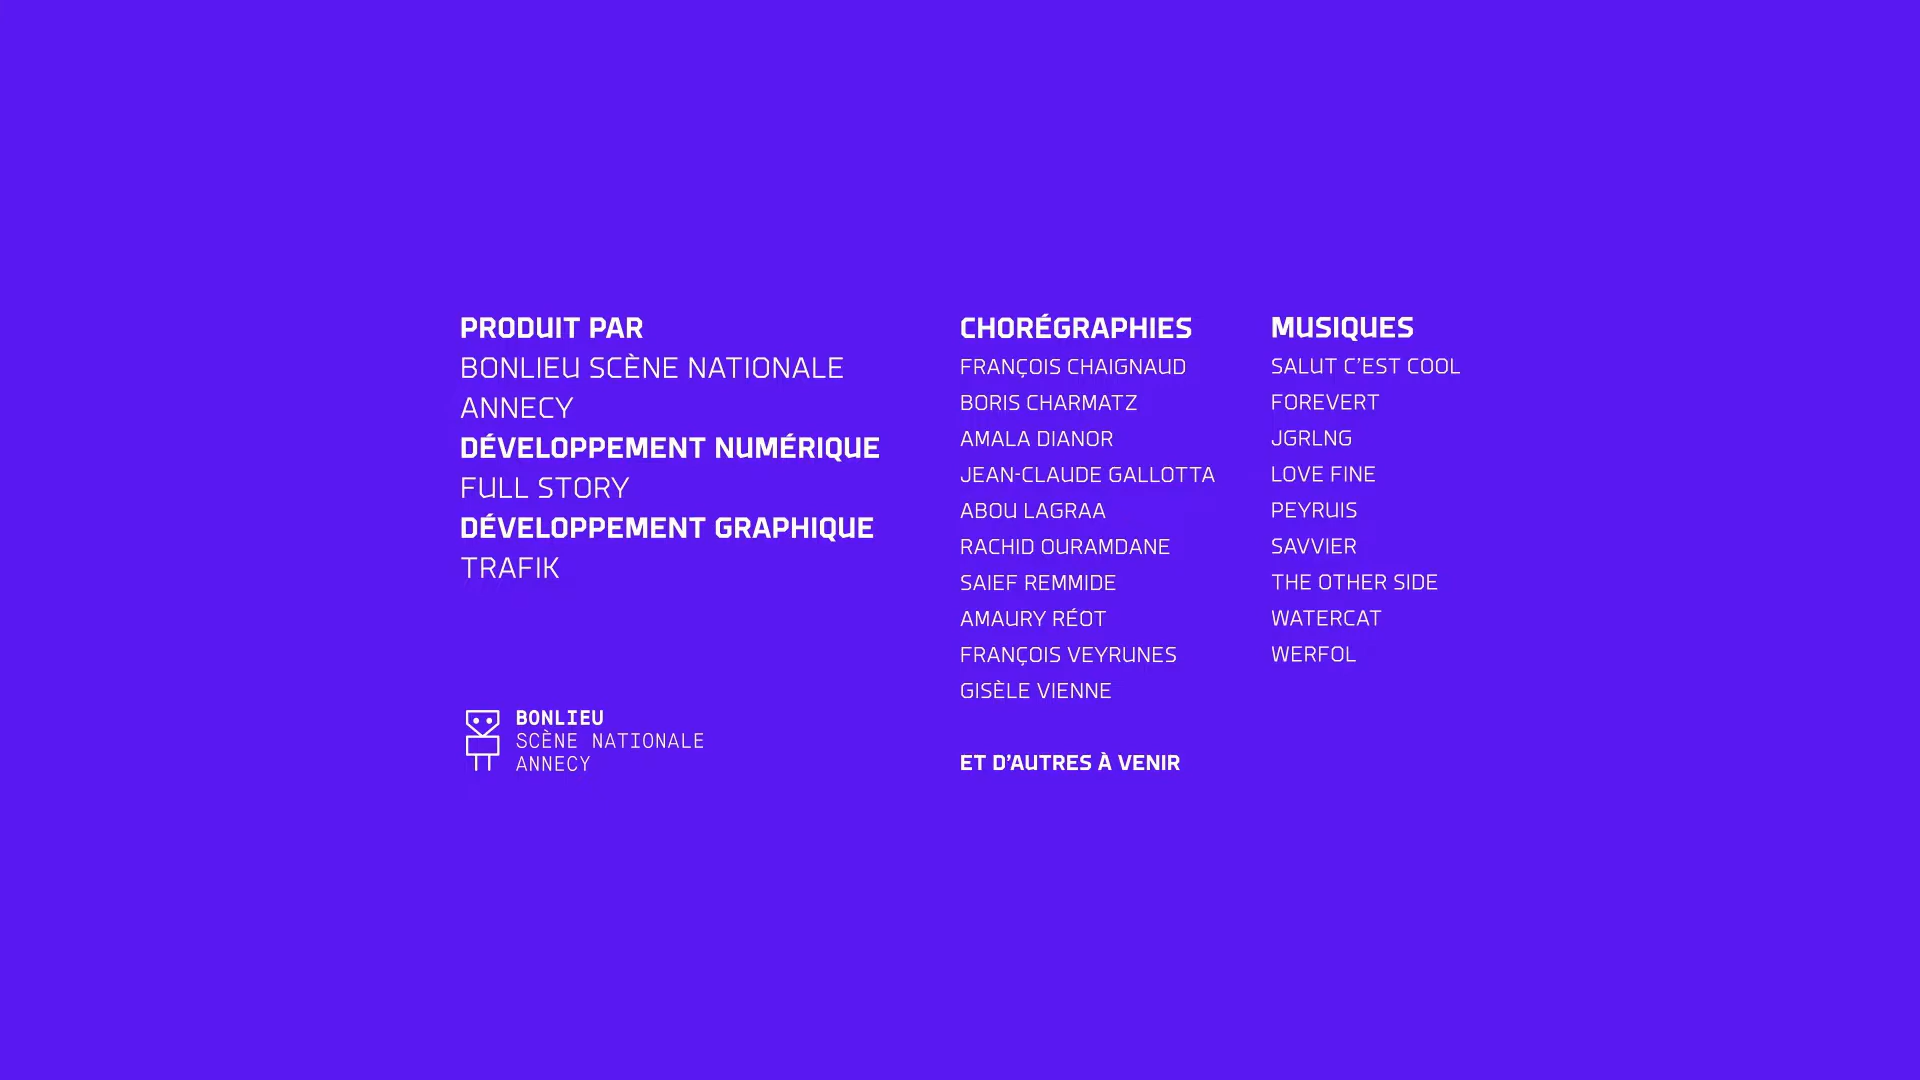 PRODUIT PAR
BONLIEU SCÈNE NATIONALE
ANNECY
DÉVELOPPEMENT NUMÉRIQUE
FULL STORY
DÉVELOPPEMENT GRAPHIQUE
TRAFIK
BONLIEU
SCÈNE NATIONALE
ANNECY
CHORÉGRAPHIES
FRANÇOIS CHAIGNAUD
BORIS CHARMATZ
AMALA DIANOR
JEAN-CLAUDE GALLOTTA
ABOU LAGRAA
RACHID OURAMDANE
SAIEF REMMIDE
AMAURY RÉOT
FRANÇOIS VEYRUNES
GISÈLE VIENNE
ET D’AUTRES À VENIR
MUSIQUES
SALUT C’EST COOL
FOREVERT
JGRLNG
LOVE FINE
PEYRUIS
SAVVIER
THE OTHER SIDE
WATERCAT
WERFOL